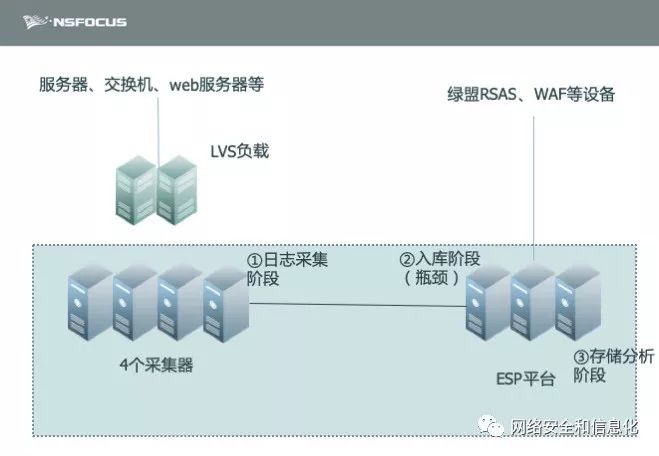 NSFOCUS
服务器、交换机、web服务器等
绿盟RSAS、WAF等设备
LVS负载
①日志采集
阶段
②入库阶段
（瓶颈）
4个采集器
ESP平台
③存储分析
阶段
网络安全和信息化